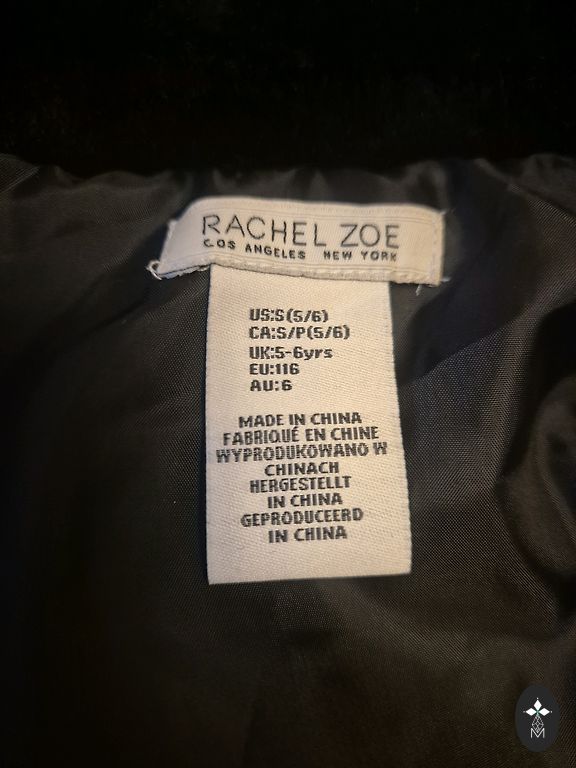 RACHEL ZOE
LOS ANGELES NEW YORK
US:S(5/6)
CA:S/P(5/6)
UK:5-6yrs
EU:116
AU:6
MADE IN CHINA
FABRIQUÉ EN CHINE
WYPRODUKOWANO W
CHINACH
HERGESTELLT
IN CHINA
GEPRODUCEERD
IN CHINA
M